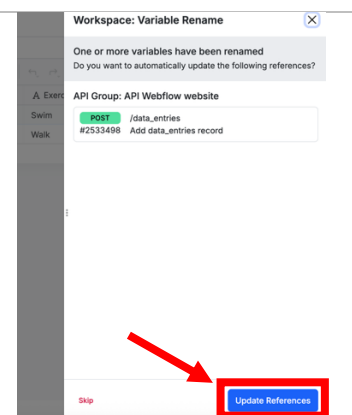 Workspace: Variable Rename
One or more variables have been renamed
Do you want to automatically update the following references?
A Exerc
API Group: API Webflow website
Swim
POST /data_entries
#2533498 Add data_entries record
Walk
Skip
Update References